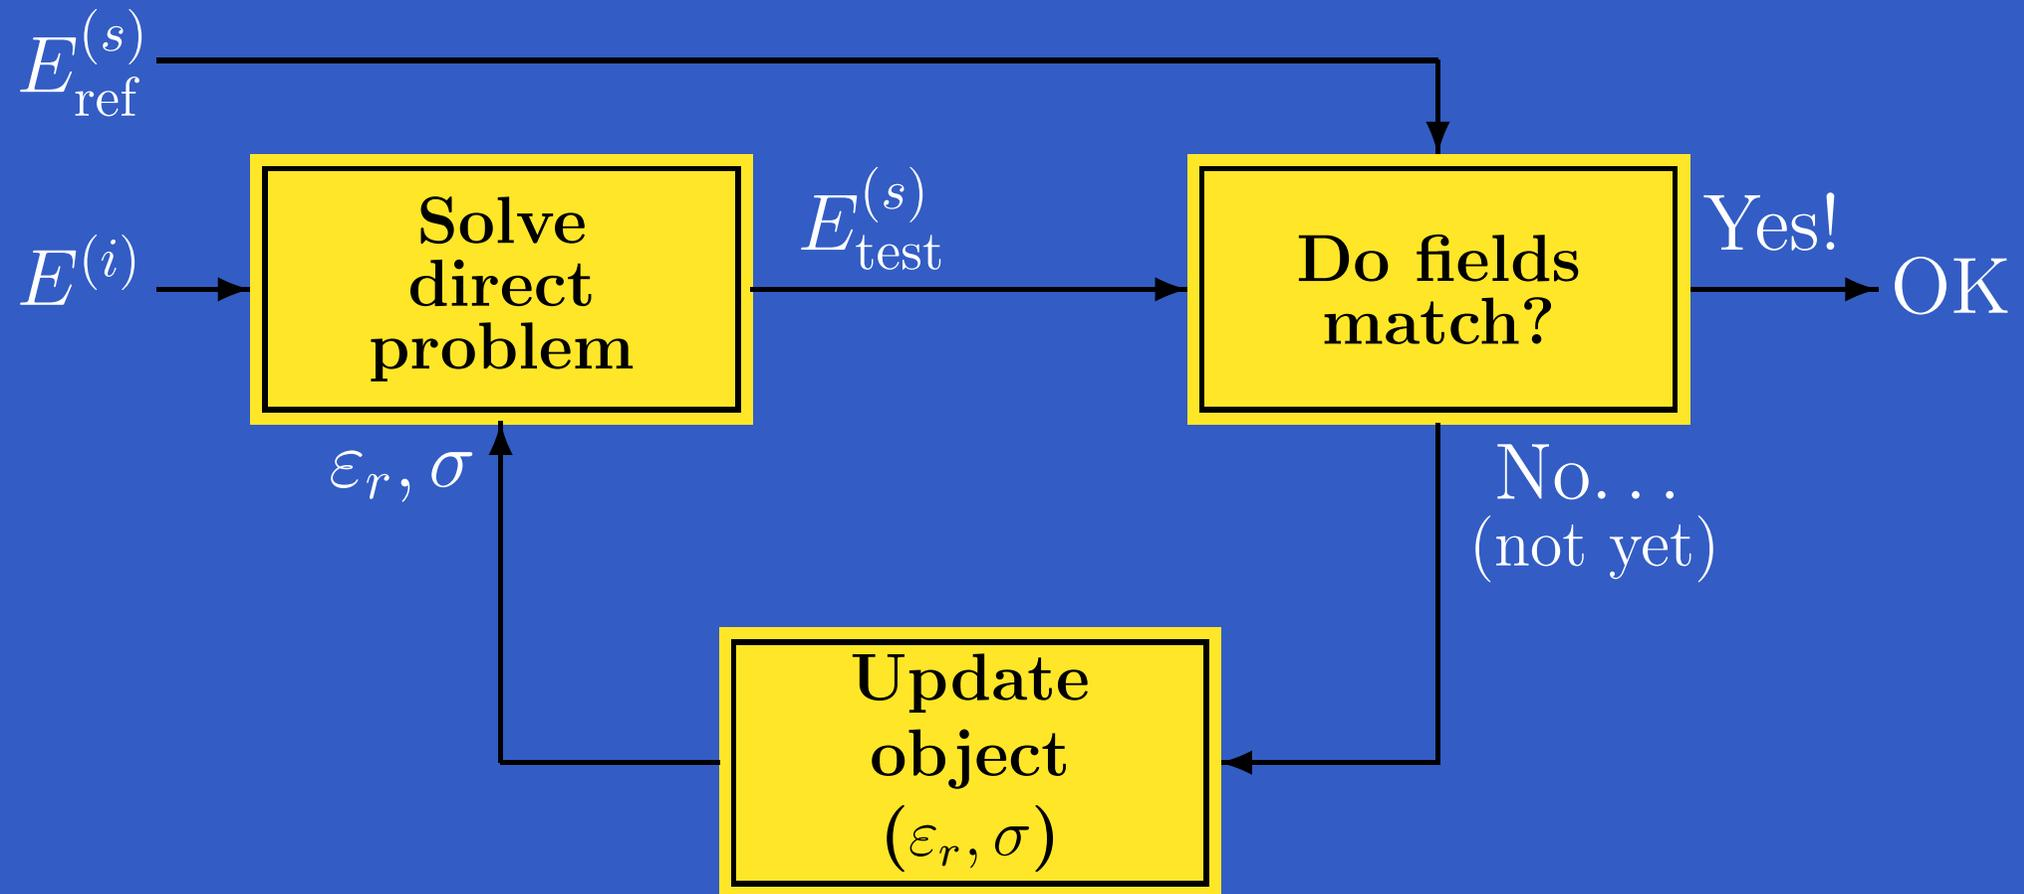 E_ref^(s)
E^(i)
Solve
direct
problem
E_test^(s)
Do fields
match?
Yes!
OK
ε_r, σ
No...
(not yet)
Update
object
(ε_r, σ)